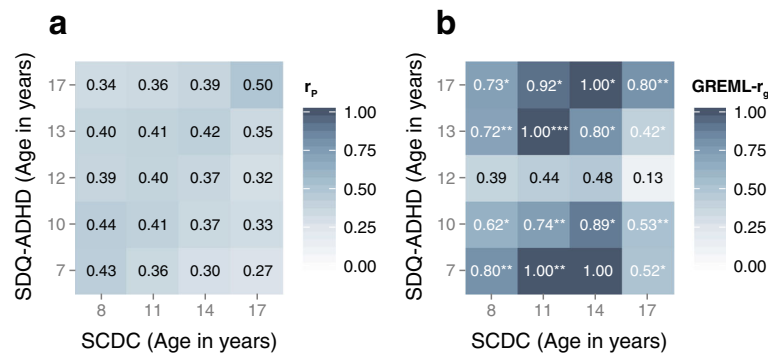 a
SDQ-ADHD (Age in years)
17
0.34 0.36 0.39 0.50
13
0.40 0.41 0.42 0.35
12
0.39 0.40 0.37 0.32
10
0.44 0.41 0.37 0.33
7
0.43 0.36 0.30 0.27
8 11 14 17
SCDC (Age in years)
rP
1.00
0.75
0.50
0.25
0.00
b
SDQ-ADHD (Age in years)
17
0.73* 0.92* 1.00* 0.80**
13
0.72** 1.00*** 0.80* 0.42*
12
0.39 0.44 0.48 0.13
10
0.62* 0.74** 0.89* 0.53**
7
0.80** 1.00** 1.00 0.52*
8 11 14 17
SCDC (Age in years)
GREML-rg
1.00
0.75
0.50
0.25
0.00